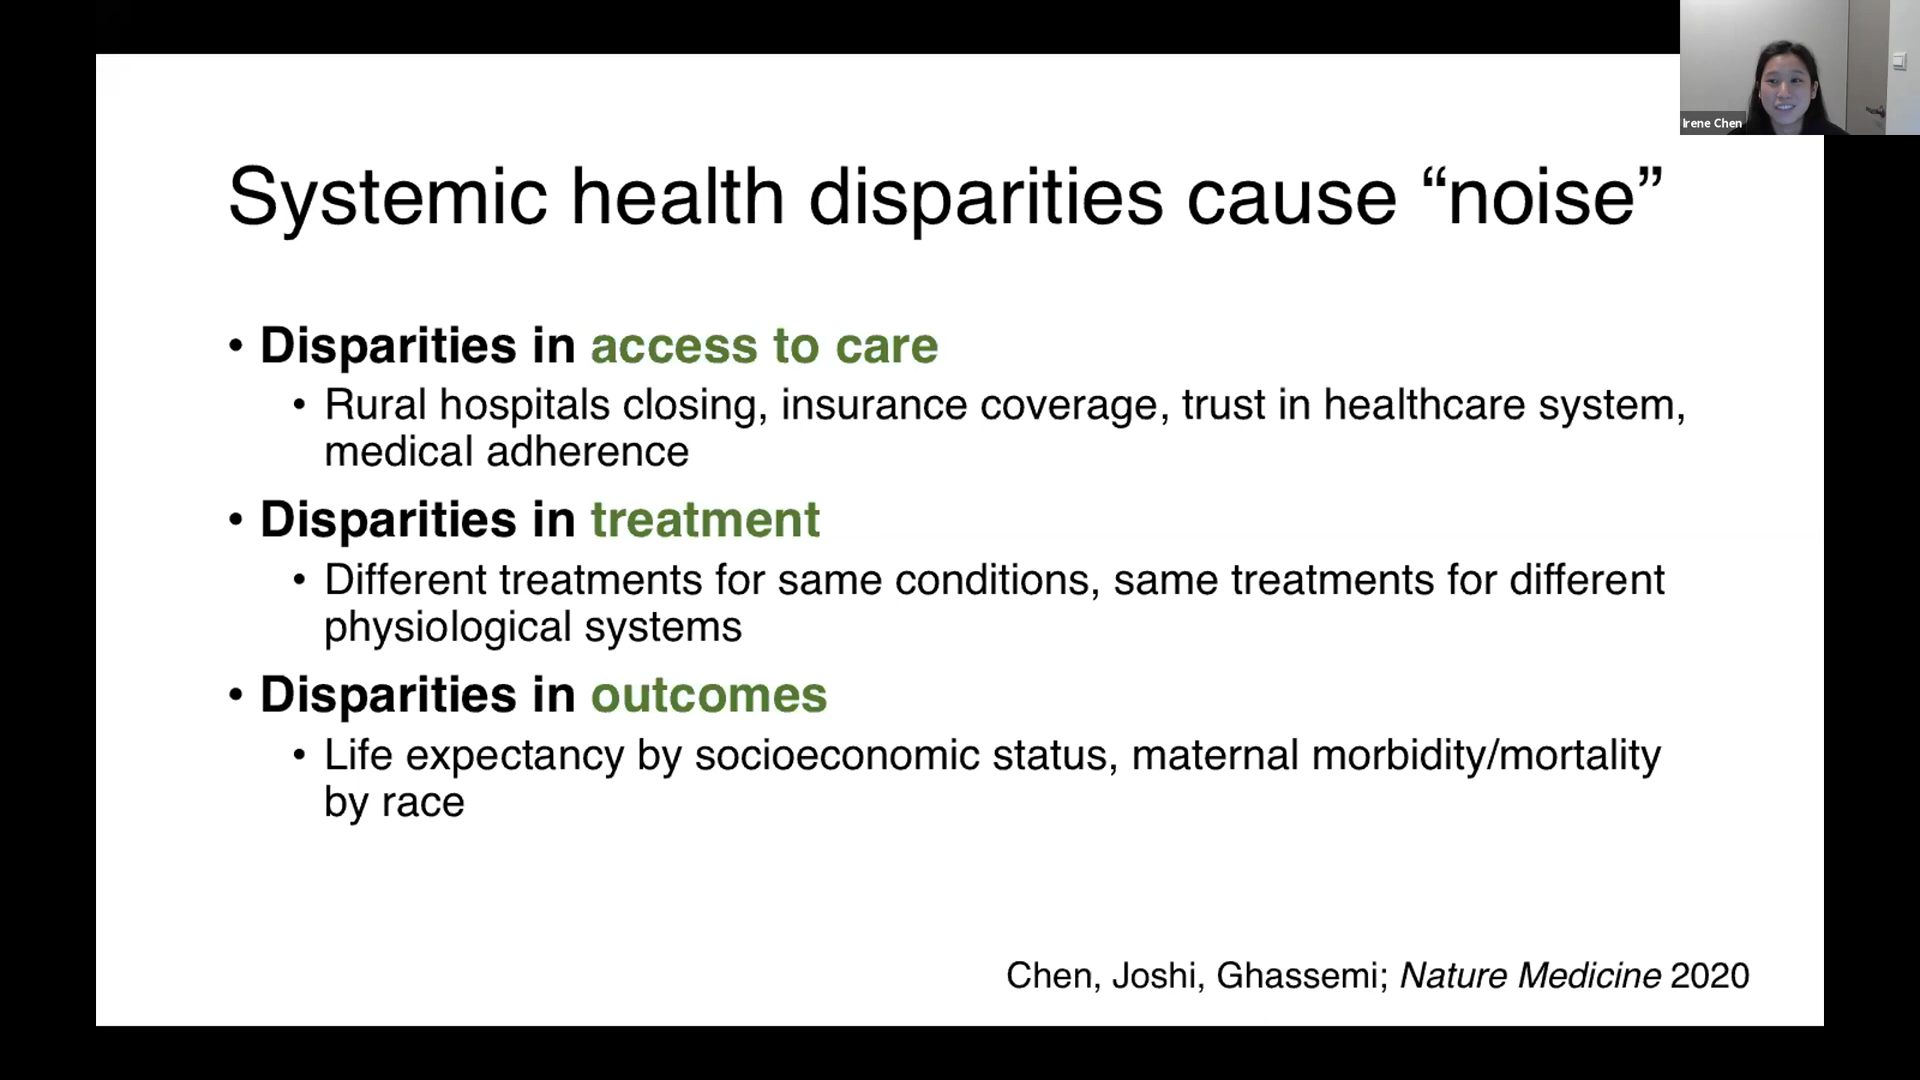 Irene Chen
Systemic health disparities cause “noise”
• Disparities in access to care
• Rural hospitals closing, insurance coverage, trust in healthcare system,
medical adherence
• Disparities in treatment
• Different treatments for same conditions, same treatments for different
physiological systems
• Disparities in outcomes
• Life expectancy by socioeconomic status, maternal morbidity/mortality
by race
Chen, Joshi, Ghassemi; Nature Medicine 2020